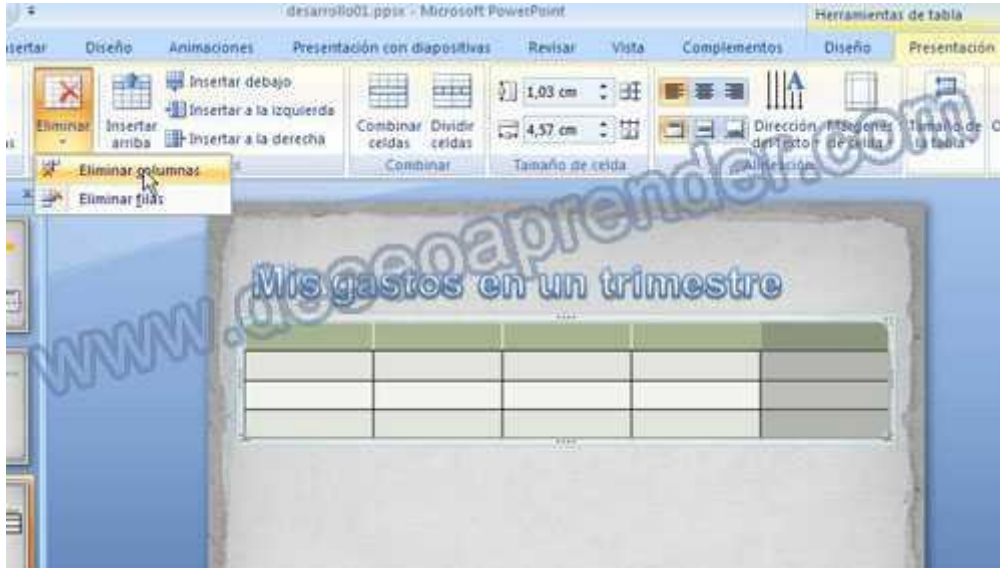 desarrollo01.ppsx - Microsoft PowerPoint
Herramientas de tabla
sertar Diseño Animaciones Presentación con diapositivas Revisar Vista Complementos Diseño Presentación
Eliminar
Insertar arriba
Insertar debajo
Insertar a la izquierda
Insertar a la derecha
Combinar celdas
Dividir celdas
Combinar
1,03 cm
4,57 cm
Tamaño de celda
Dirección del texto
Márgenes de celda
Alineación
Tamaño de la tabla
Eliminar columnas
Eliminar filas
Mis gastos en un trimestre
www.deseoaprender.com